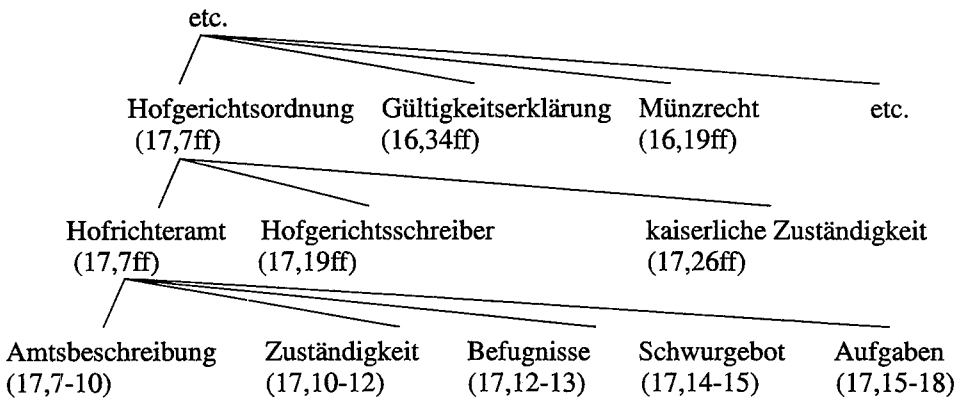 etc.
Hofgerichtsordnung Gültigkeitserklärung Münzrecht etc.
(17,7ff) (16,34ff) (16,19ff)
Hofrichteramt Hofgerichtsschreiber kaiserliche Zuständigkeit
(17,7ff) (17,19ff) (17,26ff)
Amtsbeschreibung Zuständigkeit Befugnisse Schwurgebot Aufgaben
(17,7-10) (17,10-12) (17,12-13) (17,14-15) (17,15-18)